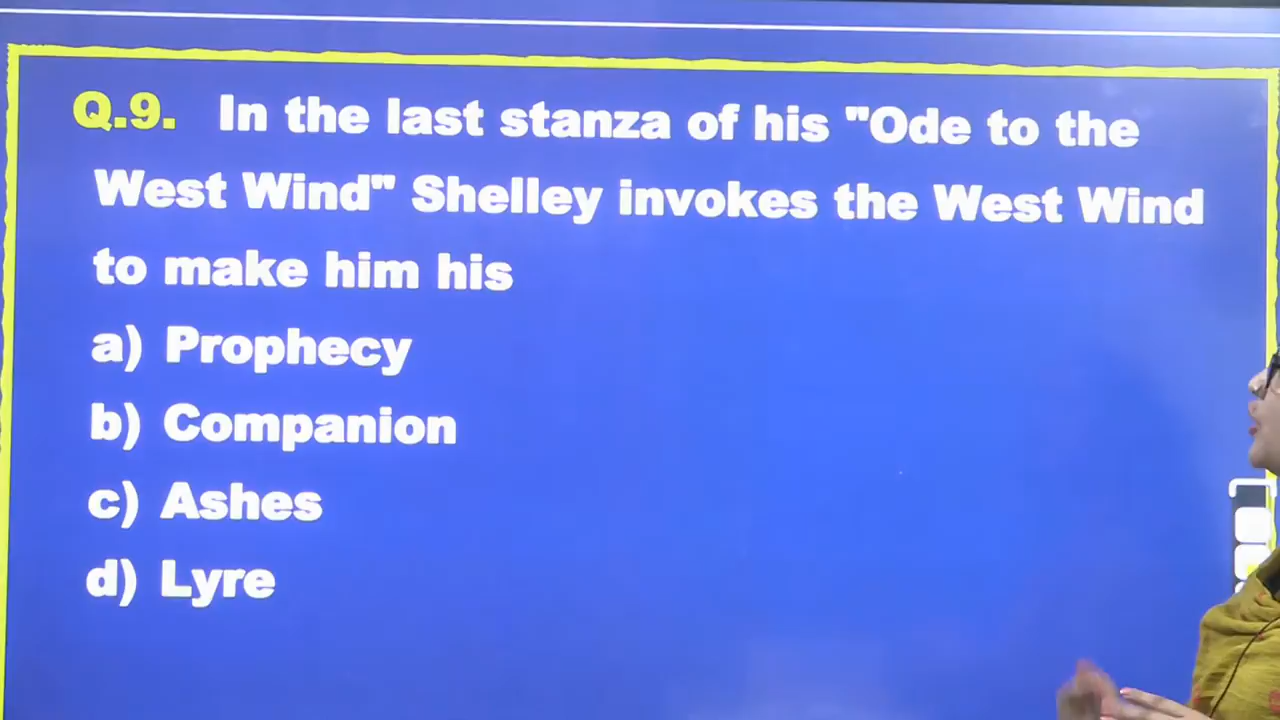 Q.9. In the last stanza of his "Ode to the
West Wind" Shelley invokes the West Wind
to make him his
a) Prophecy
b) Companion
c) Ashes
d) Lyre